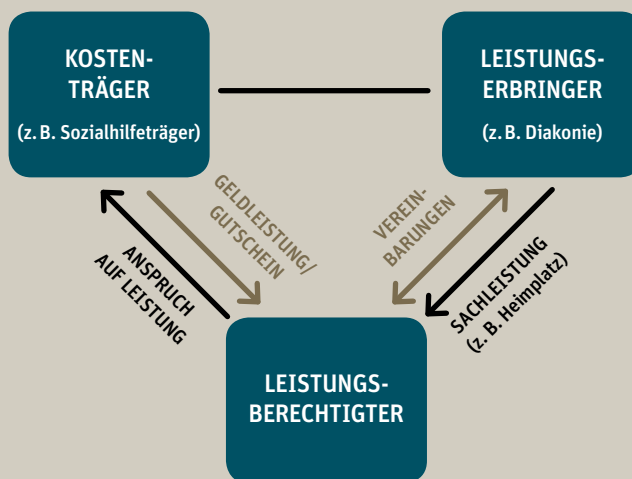 KOSTEN-
TRÄGER
(z. B. Sozialhilfeträger)
LEISTUNGS-
ERBRINGER
(z. B. Diakonie)
GELDLEISTUNG/
GUTSCHEIN
ANSPRUCH
AUF LEISTUNG
VEREIN-
BARUNGEN
SACHLEISTUNG
(z. B. Heimplatz)
LEISTUNGS-
BERECHTIGTER